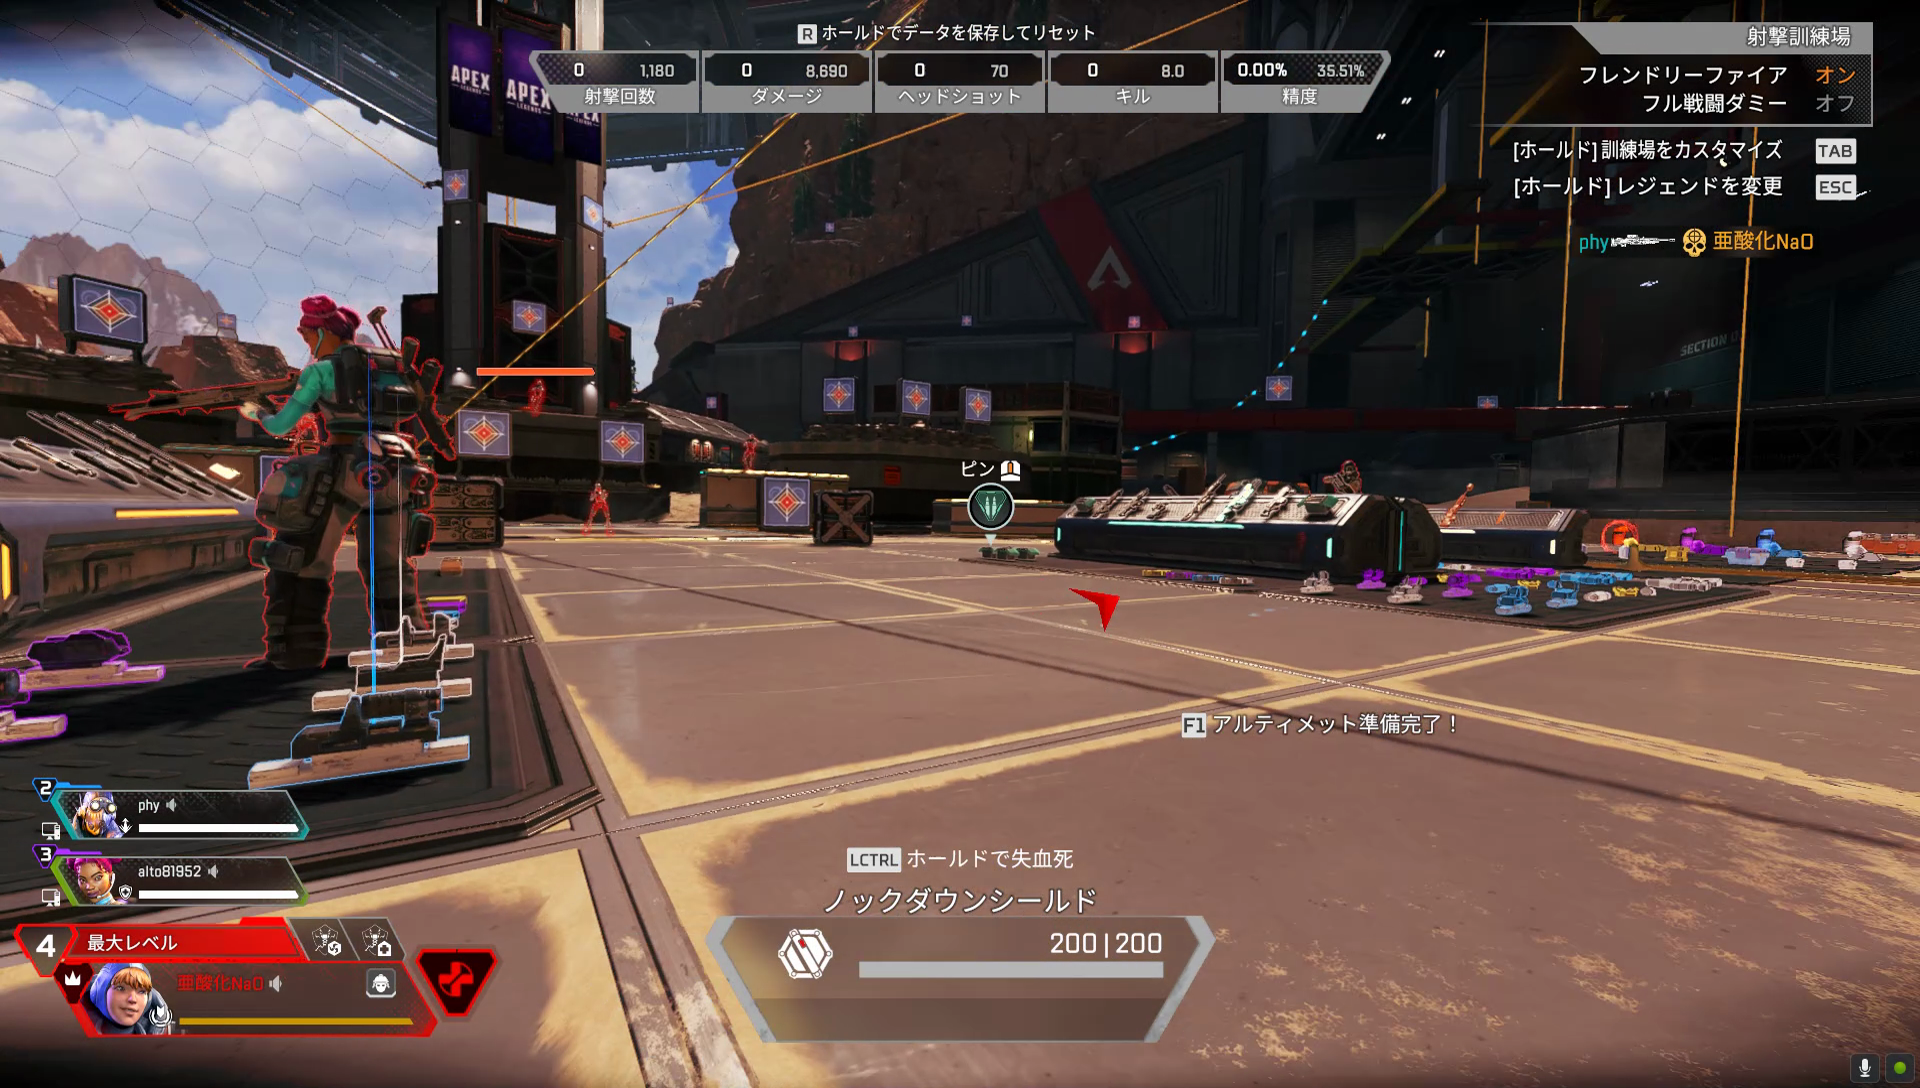 R ホールドでデータを保存してリセット
0 1,180
射撃回数
0 8,690
ダメージ
0 70
ヘッドショット
0 8.0
キル
0.00% 35.51%
精度
射撃訓練場
フレンドリーファイア オン
フル戦闘ダミー オフ
[ホールド]訓練場をカスタマイズ TAB
[ホールド]レジェンドを変更 ESC
phy 亜酸化NaO
APEX
APEX
LEGENDS
SECTION
ピン
F1 アルティメット準備完了！
2
phy
3
alto81952
4 最大レベル
亜酸化NaO
LCTRL ホールドで失血死
ノックダウンシールド
200|200